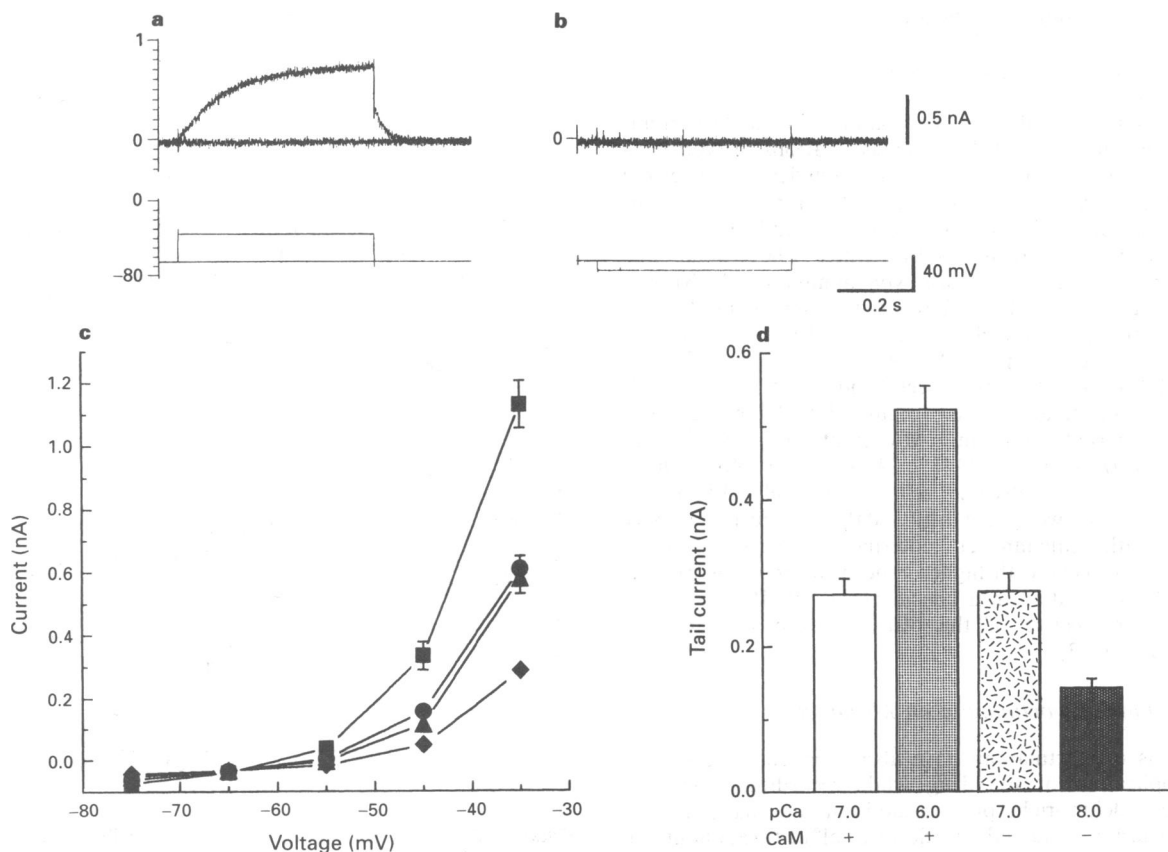 a
b
1
0
0
0.5 nA
0
−80
40 mV
0.2 s
c
Current (nA)
1.2
1.0
0.8
0.6
0.4
0.2
0.0
−80 −70 −60 −50 −40 −30
Voltage (mV)
d
Tail current (nA)
0.6
0.4
0.2
0.0
pCa 7.0 6.0 7.0 8.0
CaM + + − −